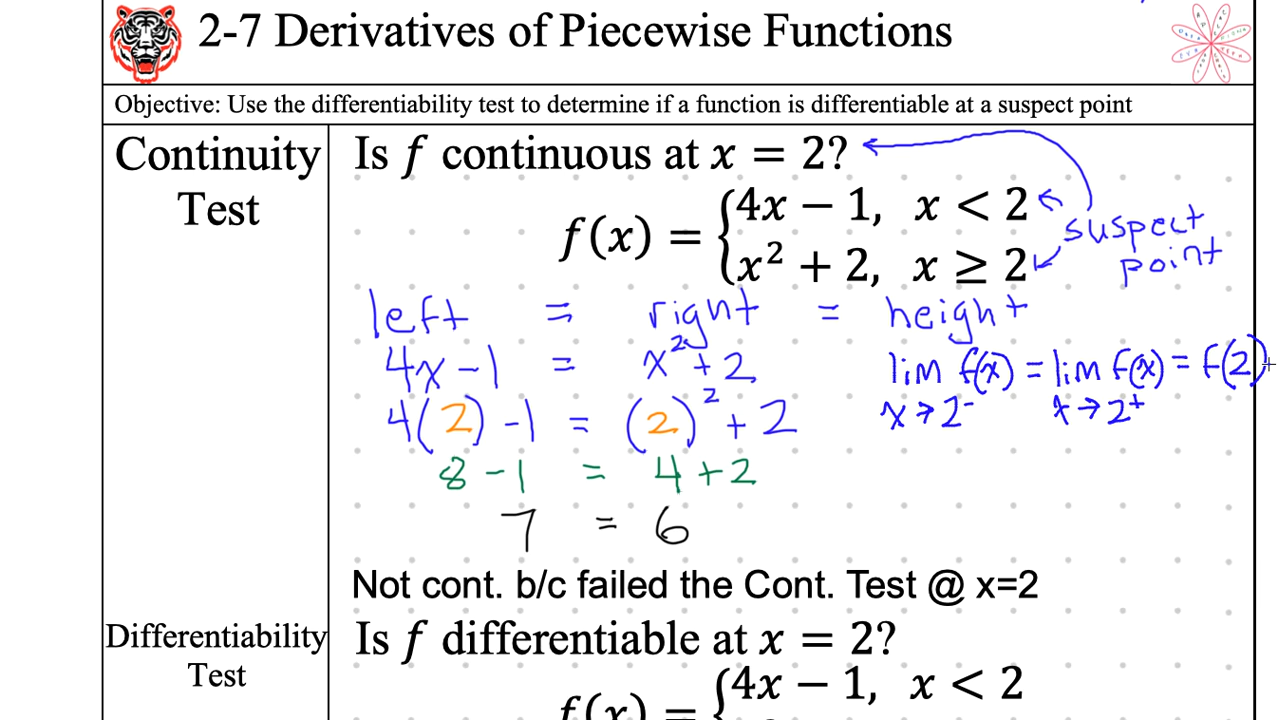 2-7 Derivatives of Piecewise Functions
Objective: Use the differentiability test to determine if a function is differentiable at a suspect point
Continuity Test
Is f continuous at x = 2?
f(x) = {4x − 1, x < 2
x² + 2, x ≥ 2
suspect
point
left = right = height
4x − 1 = x² + 2
lim f(x) = lim f(x) = f(2)
x→2⁻ x→2⁺
4(2) − 1 = (2)² + 2
8 − 1 = 4 + 2
7 = 6
Not cont. b/c failed the Cont. Test @ x=2
Differentiability
Test
Is f differentiable at x = 2?
f(x) = {4x − 1, x < 2